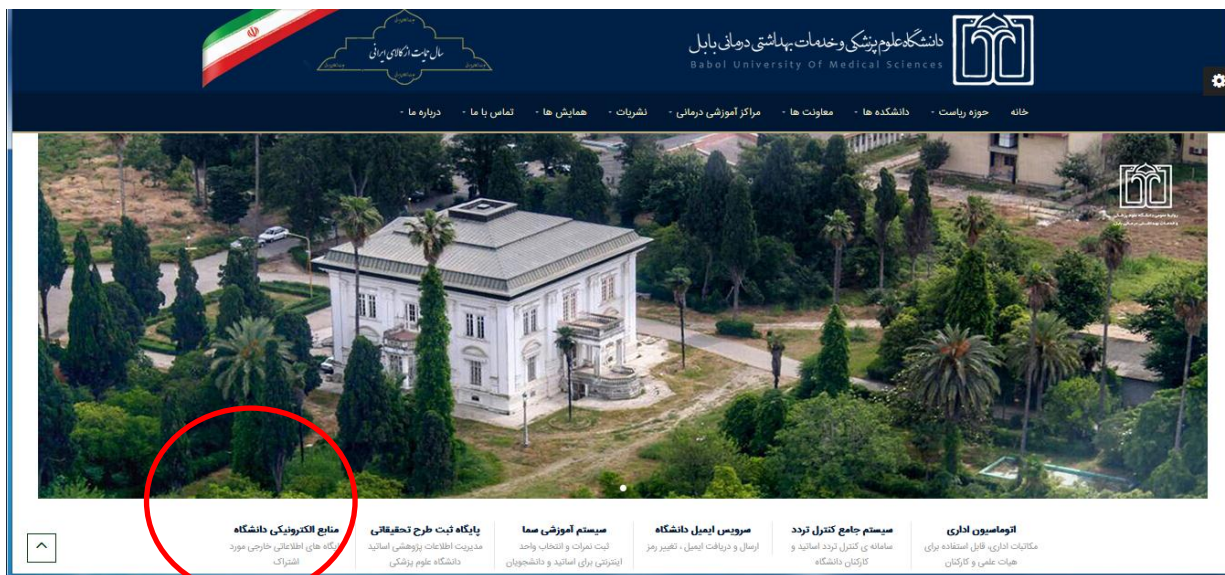 دانشگاه علوم پزشکی و خدمات بهداشتی درمانی بابل
Babol University Of Medical Sciences
سال حمایت از کالای ایرانی
خانه
حوزه ریاست -
دانشکده ها -
معاونت ها -
مراکز آموزشی درمانی -
نشریات -
همایش ها -
تماس با ما -
درباره ما -
اتوماسیون اداری
مکاتبات اداری، قابل استفاده برای
هیات علمی و کارکنان
سیستم جامع کنترل تردد
سامانه ی کنترل تردد اساتید و
کارکنان دانشگاه
سرویس ایمیل دانشگاه
ارسال و دریافت ایمیل ، تغییر رمز
سیستم آموزشی سما
ثبت نمرات و انتخاب واحد
اینترنتی برای اساتید و دانشجویان
پایگاه ثبت طرح تحقیقاتی
مدیریت اطلاعات پژوهشی اساتید
دانشگاه علوم پزشکی
منابع الکترونیکی دانشگاه
پایگاه های اطلاعاتی خارجی مورد
اشتراک